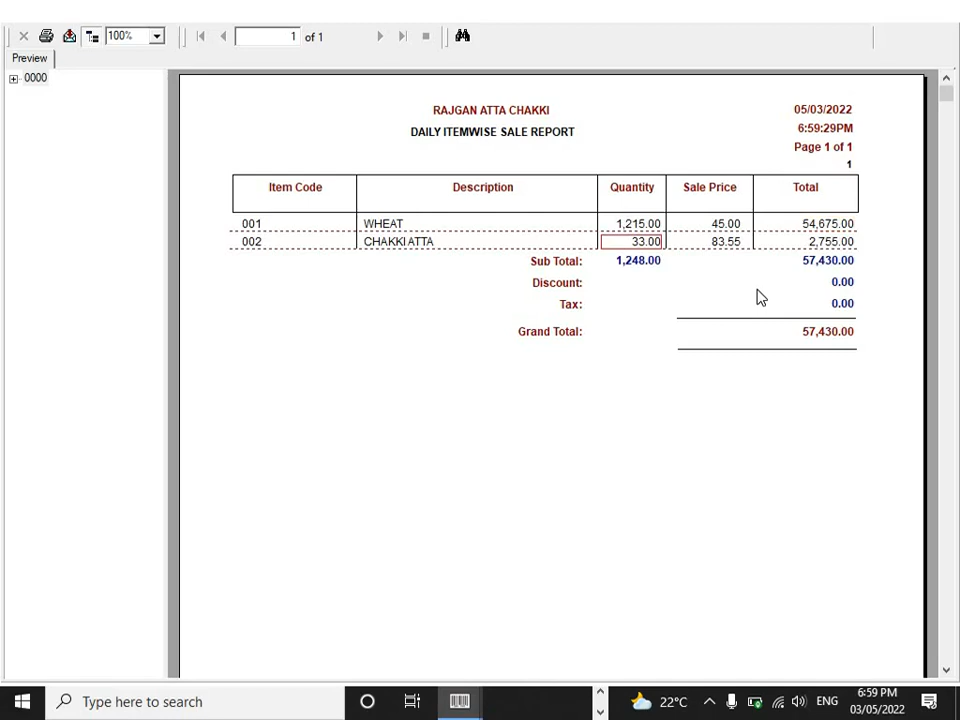 100% 1 of 1
Preview
0000
RAJGAN ATTA CHAKKI 05/03/2022
DAILY ITEMWISE SALE REPORT 6:59:29PM
Page 1 of 1
1
Item Code Description Quantity Sale Price Total
001 WHEAT 1,215.00 45.00 54,675.00
002 CHAKKI ATTA 33.00 83.55 2,755.00
Sub Total: 1,248.00 57,430.00
Discount: 0.00
Tax: 0.00
Grand Total: 57,430.00
Type here to search 22°C ENG 6:59 PM
03/05/2022